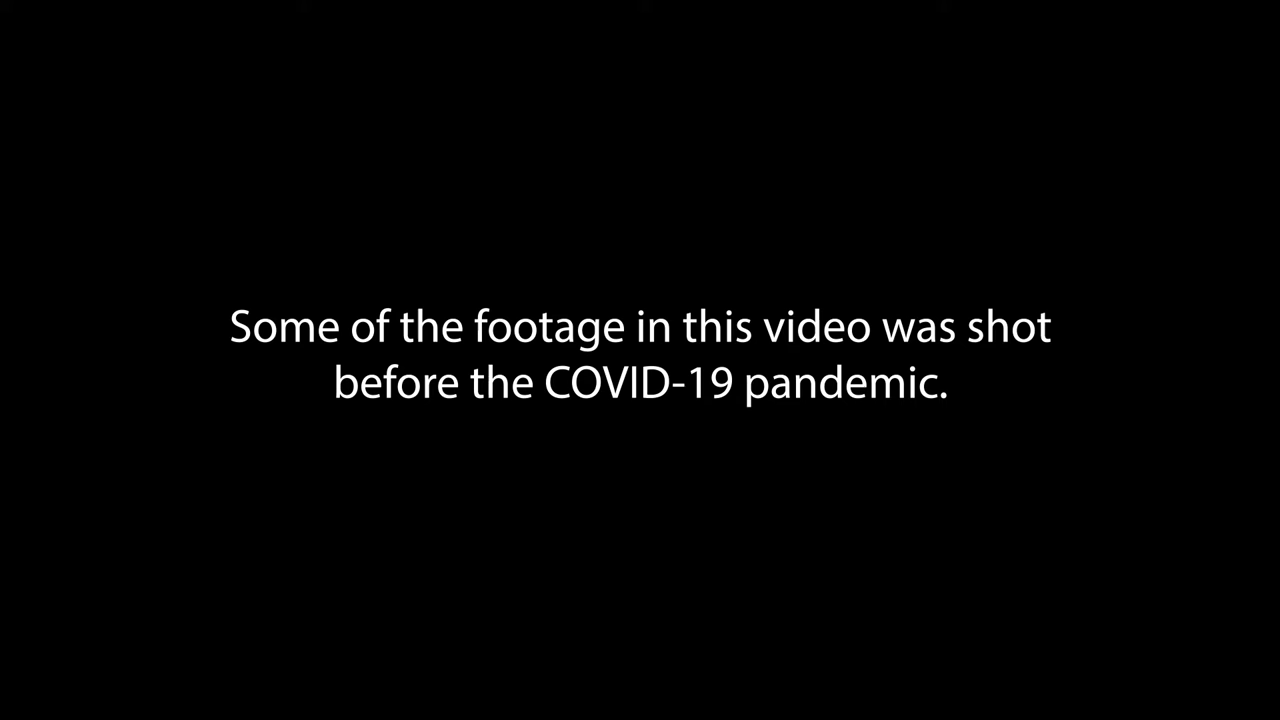 Some of the footage in this video was shot
before the COVID-19 pandemic.